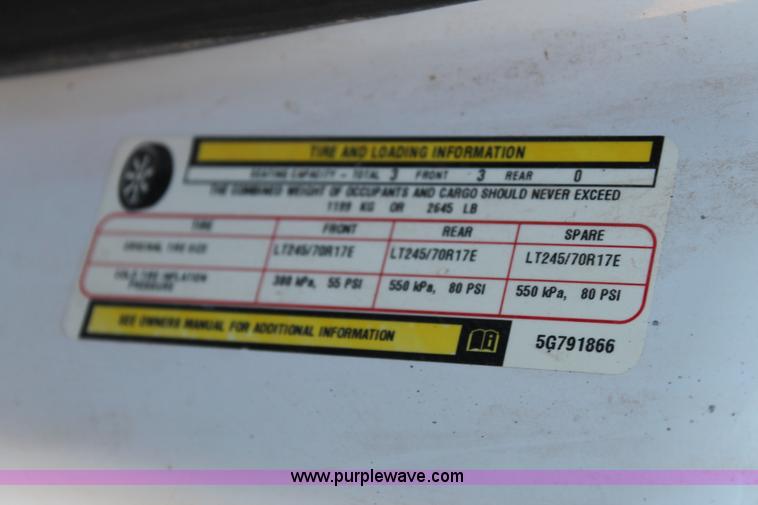 TIRE AND LOADING INFORMATION
SEATING CAPACITY - TOTAL 3 FRONT 3 REAR 0
THE COMBINED WEIGHT OF OCCUPANTS AND CARGO SHOULD NEVER EXCEED
1199 KG OR 2645 LB
TIRE FRONT REAR SPARE
ORIGINAL TIRE SIZE LT245/70R17E LT245/70R17E LT245/70R17E
COLD TIRE INFLATION
PRESSURE 380 kPa, 55 PSI 550 kPa, 80 PSI 550 kPa, 80 PSI
SEE OWNERS MANUAL FOR ADDITIONAL INFORMATION
5G791866
www.purplewave.com